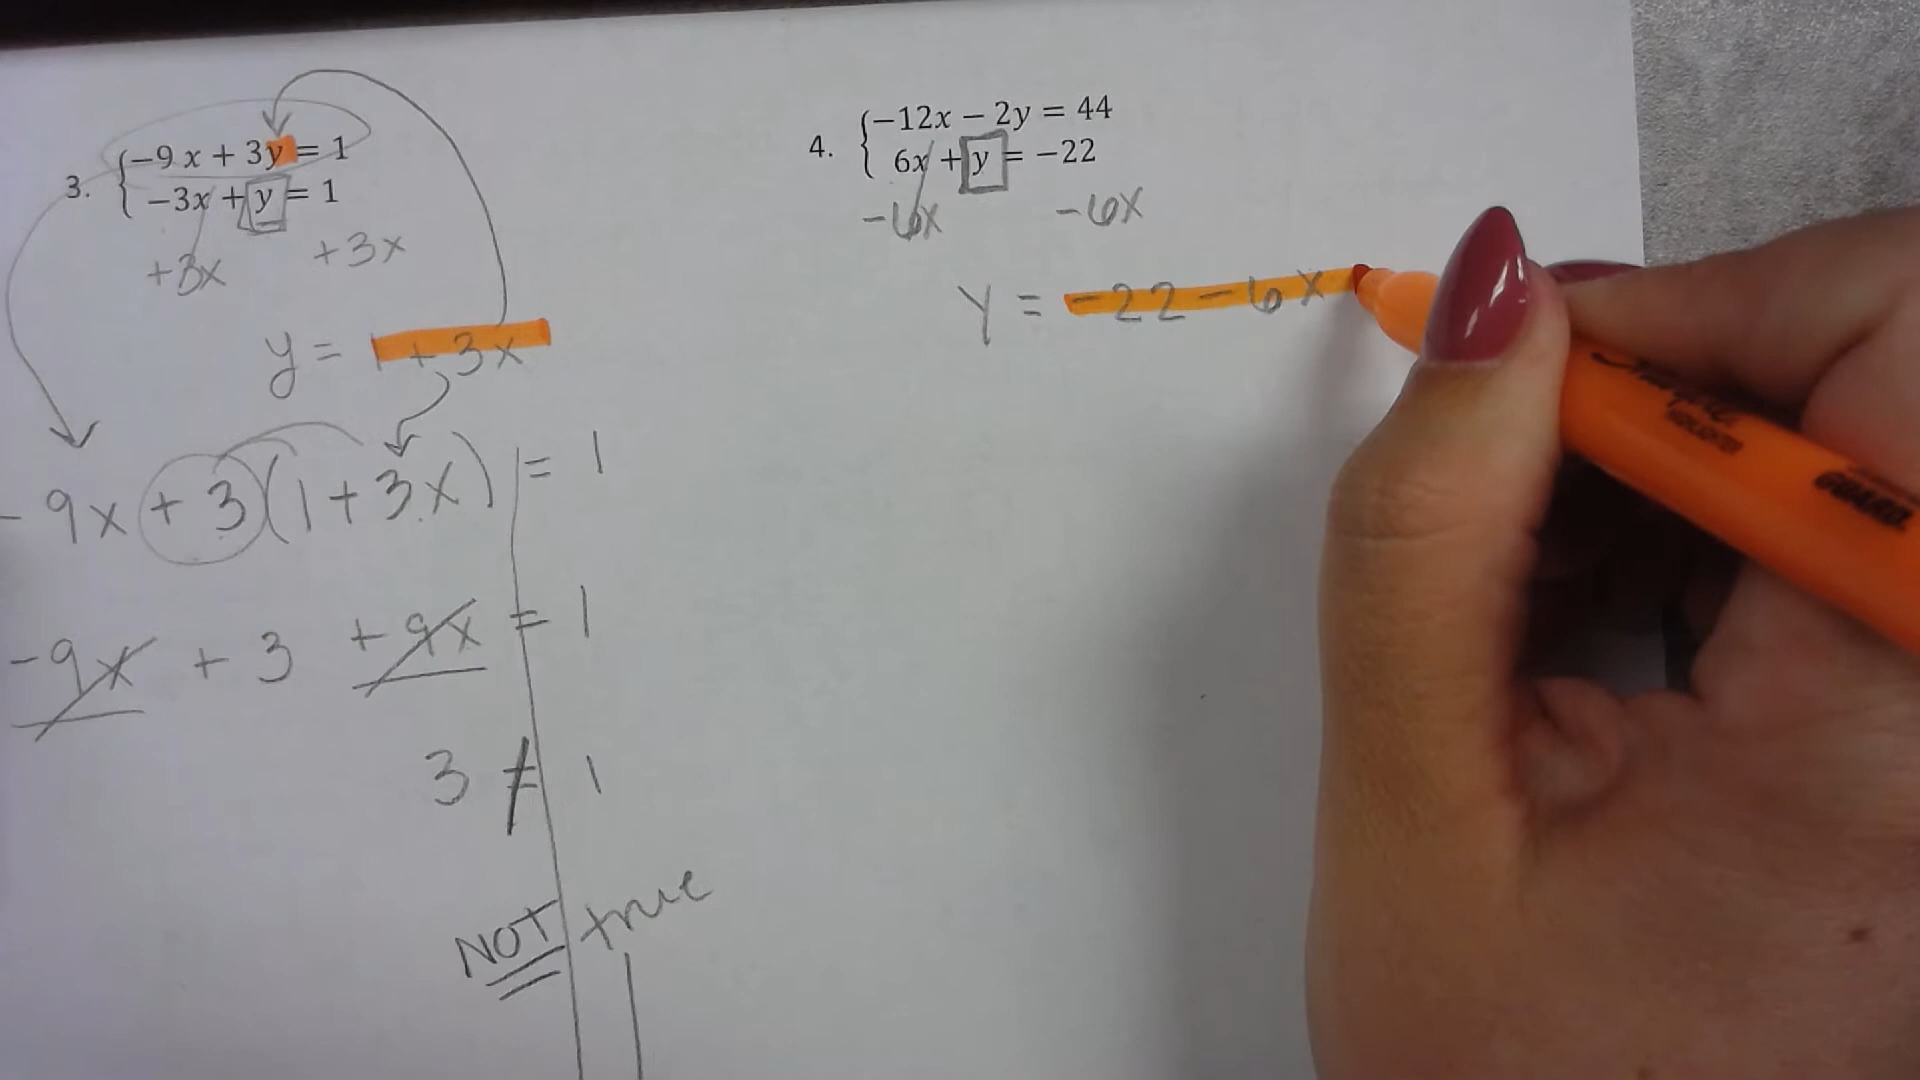 3. -9x + 3y = 1
-3x + y = 1
+3x +3x
y = 1 + 3x
-9x + 3(1 + 3x) = 1
-9x + 3 + 9x = 1
3 ≠ 1
NOT true
4. -12x - 2y = 44
6x + y = -22
-6x -6x
y = -22 - 6x
Sharpie